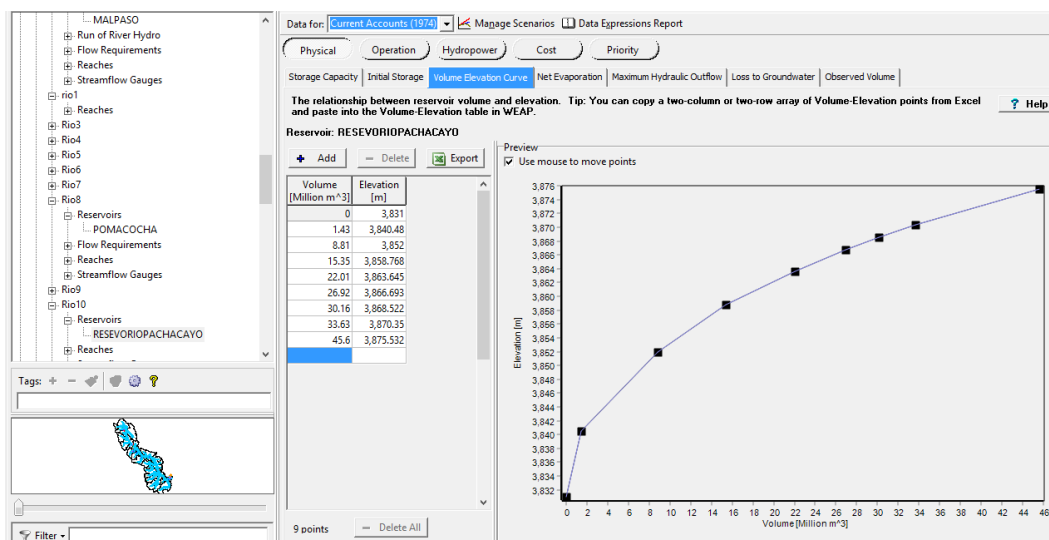 MALPASO
Run of River Hydro
Flow Requirements
Reaches
Streamflow Gauges
rio1
Reaches
Rio3
Rio4
Rio5
Rio6
Rio7
Rio8
Reservoirs
POMACOCHA
Flow Requirements
Reaches
Streamflow Gauges
Rio9
Rio10
Reservoirs
RESEVORIOPACHACAYO
Reaches
Tags:
Filter
Data for: Current Accounts (1974) Manage Scenarios Data Expressions Report
Physical Operation Hydropower Cost Priority
Storage Capacity Initial Storage Volume Elevation Curve Net Evaporation Maximum Hydraulic Outflow Loss to Groundwater Observed Volume
The relationship between reservoir volume and elevation. Tip: You can copy a two-column or two-row array of Volume-Elevation points from Excel
and paste into the Volume-Elevation table in WEAP.
? Help
Reservoir: RESEVORIOPACHACAYO
+ Add - Delete Export
Volume Elevation
[Million m^3] [m]
0 3,831
1.43 3,840.48
8.81 3,852
15.35 3,858.768
22.01 3,863.645
26.92 3,866.693
30.16 3,868.522
33.63 3,870.35
45.6 3,875.532
9 points - Delete All
Preview
Use mouse to move points
3,876
3,874
3,872
3,870
3,868
3,866
3,864
3,862
3,860
3,858
3,856
3,854
3,852
3,850
3,848
3,846
3,844
3,842
3,840
3,838
3,836
3,834
3,832
Elevation [m]
0 2 4 6 8 10 12 14 16 18 20 22 24 26 28 30 32 34 36 38 40 42 44 46
Volume [Million m^3]